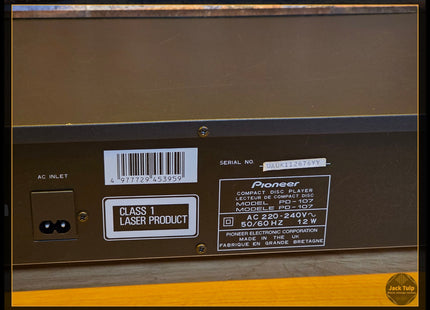 AC INLET
4 977729 453959
CLASS 1
LASER PRODUCT
SERIAL NO.
Pioneer
COMPACT DISC PLAYER
LECTEUR DE COMPACT DISC
MODEL PD-107
MODELE PD-107
AC 220-240V~
50/60 HZ 12 W
PIONEER ELECTRONIC CORPORATION
MADE IN THE UK
FABRIQUE EN GRANDE BRETAGNE
Jack Tulp